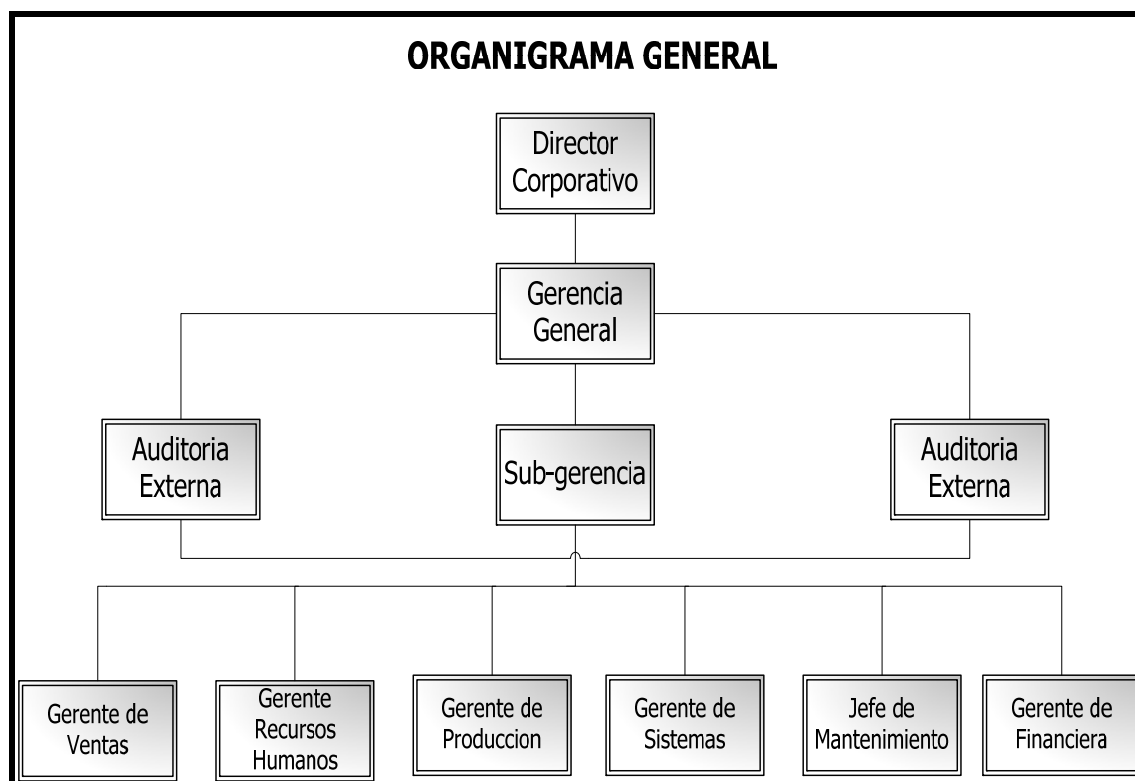 ORGANIGRAMA GENERAL
Director
Corporativo
Gerencia
General
Auditoria
Externa
Sub-gerencia
Auditoria
Externa
Gerente de
Ventas
Gerente
Recursos
Humanos
Gerente de
Produccion
Gerente de
Sistemas
Jefe de
Mantenimiento
Gerente de
Financiera